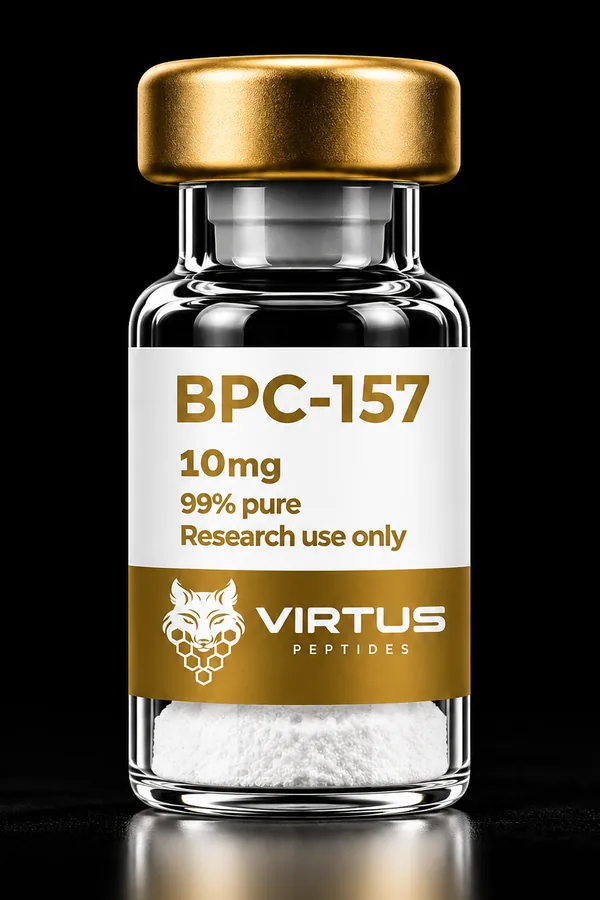 BPC-157
10mg
99% pure
Research use only
VIRTUS
PEPTIDES